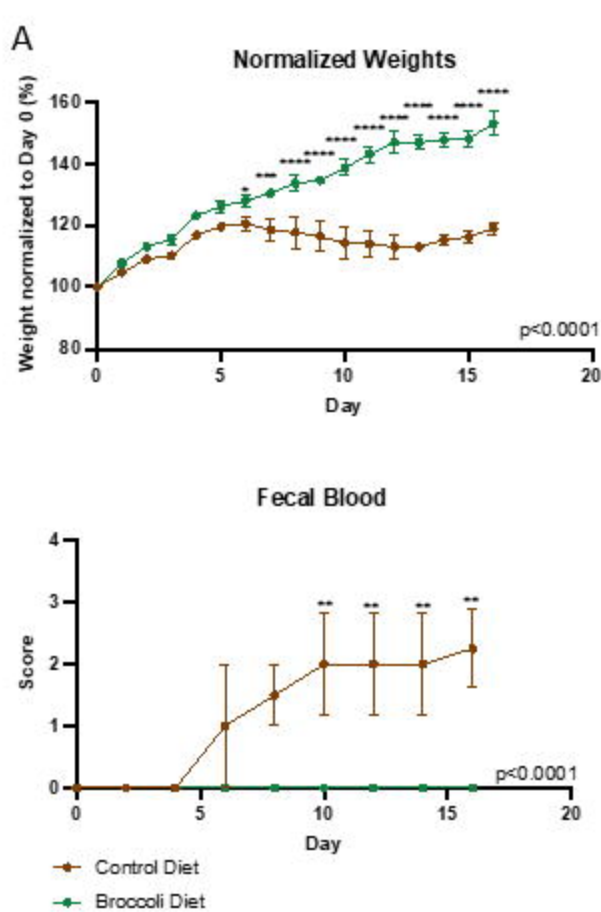 A
Normalized Weights
Weight normalized to Day 0 (%)
160
140
120
100
80
* *** **** **** **** **** **** **** **** **** ****
p<0.0001
0 5 10 15 20
Day
Fecal Blood
Score
4
3
2
1
0
** ** ** **
p<0.0001
0 5 10 15 20
Day
Control Diet
Broccoli Diet